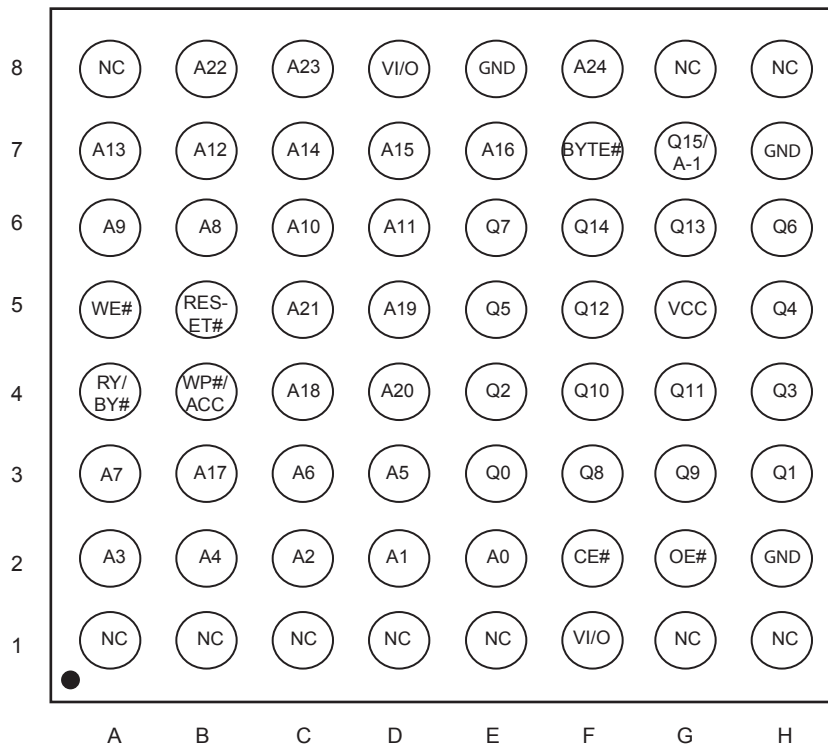 8 NC A22 A23 VI/O GND A24 NC NC
7 A13 A12 A14 A15 A16 BYTE# Q15/
A-1 GND
6 A9 A8 A10 A11 Q7 Q14 Q13 Q6
5 WE# RES-
ET# A21 A19 Q5 Q12 VCC Q4
4 RY/
BY# WP#/
ACC A18 A20 Q2 Q10 Q11 Q3
3 A7 A17 A6 A5 Q0 Q8 Q9 Q1
2 A3 A4 A2 A1 A0 CE# OE# GND
1 NC NC NC NC NC VI/O NC NC
A B C D E F G H